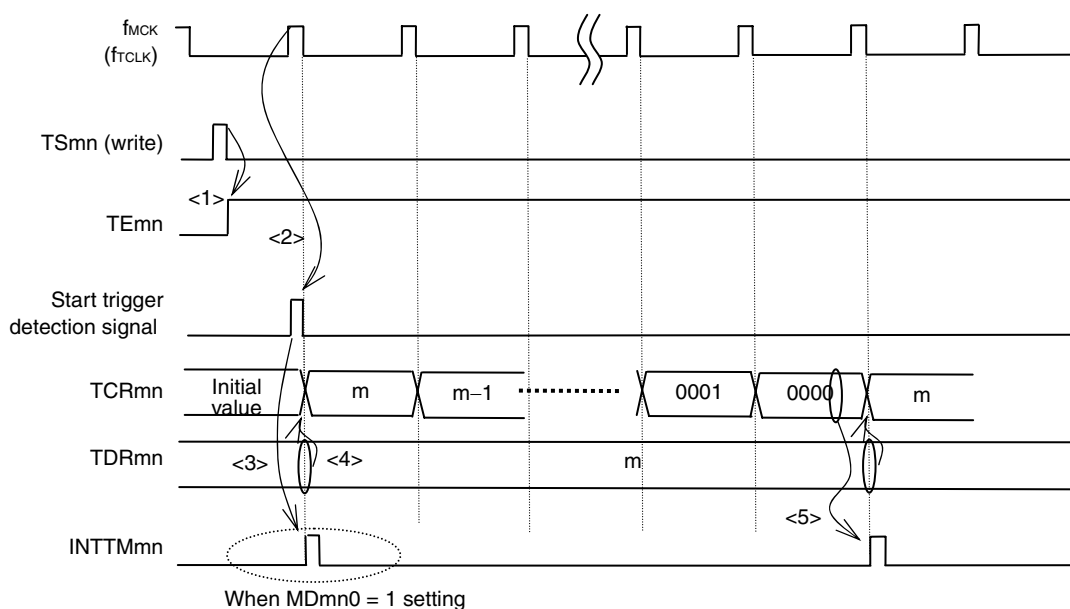 fMCK
(fTCLK)
TSmn (write)
<1>
TEmn
<2>
Start trigger
detection signal
TCRmn
Initial
value
m
m−1
0001
0000
m
TDRmn
<3>
<4>
m
<5>
INTTMmn
When MDmn0 = 1 setting